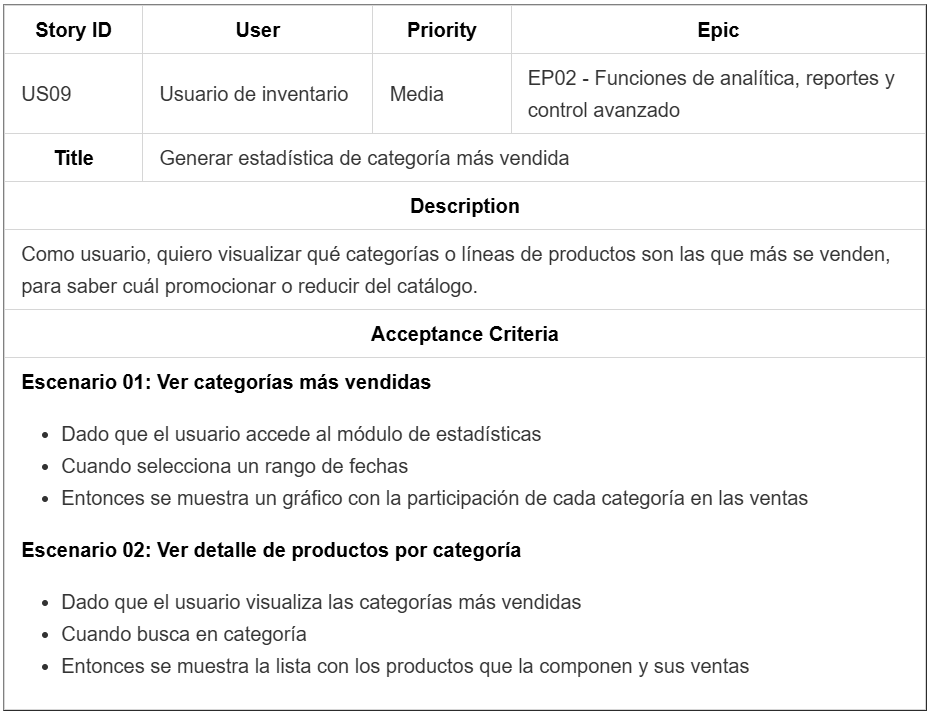 Story ID User Priority Epic
US09 Usuario de inventario Media EP02 - Funciones de analítica, reportes y
control avanzado
Title Generar estadística de categoría más vendida
Description
Como usuario, quiero visualizar qué categorías o líneas de productos son las que más se venden,
para saber cuál promocionar o reducir del catálogo.
Acceptance Criteria
Escenario 01: Ver categorías más vendidas
• Dado que el usuario accede al módulo de estadísticas
• Cuando selecciona un rango de fechas
• Entonces se muestra un gráfico con la participación de cada categoría en las ventas
Escenario 02: Ver detalle de productos por categoría
• Dado que el usuario visualiza las categorías más vendidas
• Cuando busca en categoría
• Entonces se muestra la lista con los productos que la componen y sus ventas